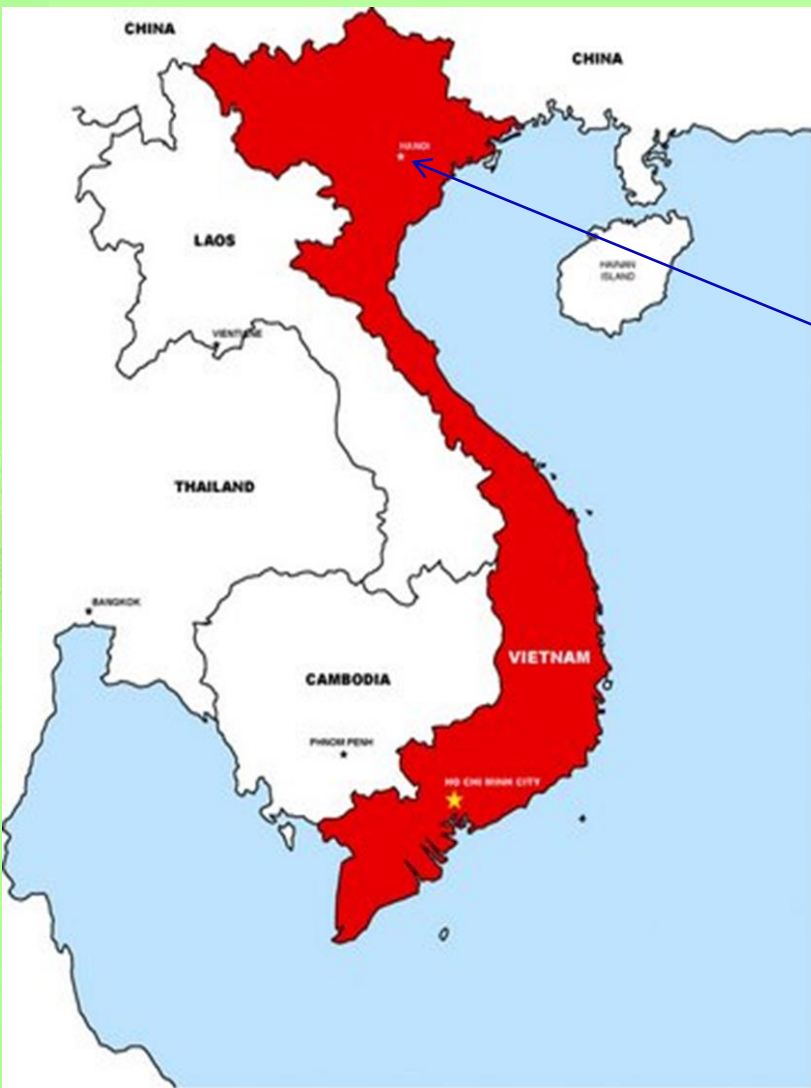 CHINA
CHINA
HANOI
LAOS
HAINAN
ISLAND
VIENTIANE
THAILAND
BANGKOK
VIETNAM
CAMBODIA
PHNOM PENH
HO CHI MINH CITY